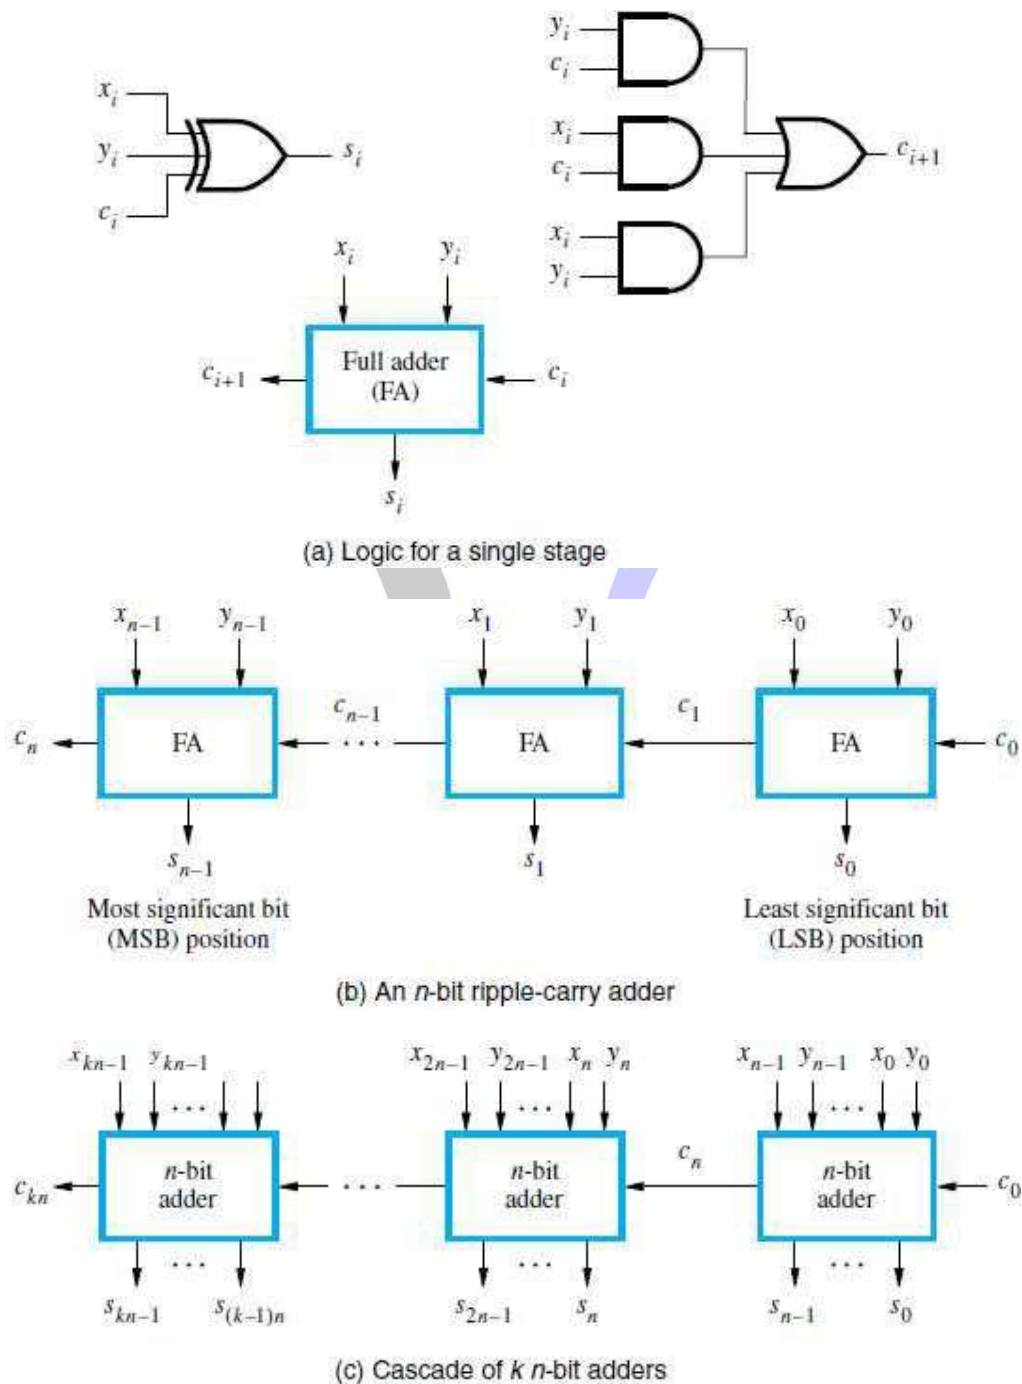 x_i
y_i
c_i
s_i
y_i
c_i
x_i
c_i
x_i
y_i
c_{i+1}
x_i y_i
Full adder
(FA)
c_{i+1}
c_i
s_i
(a) Logic for a single stage
x_{n−1} y_{n−1} x_1 y_1 x_0 y_0
c_n FA c_{n−1} ... FA c_1 FA c_0
s_{n−1} s_1 s_0
Most significant bit
(MSB) position
Least significant bit
(LSB) position
(b) An n-bit ripple-carry adder
x_{kn−1} y_{kn−1} x_{2n−1} y_{2n−1} x_n y_n x_{n−1} y_{n−1} x_0 y_0
... ... ...
c_{kn} n-bit adder ... n-bit adder c_n n-bit adder c_0
... ... ...
s_{kn−1} s_{(k−1)n} s_{2n−1} s_n s_{n−1} s_0
(c) Cascade of k n-bit adders